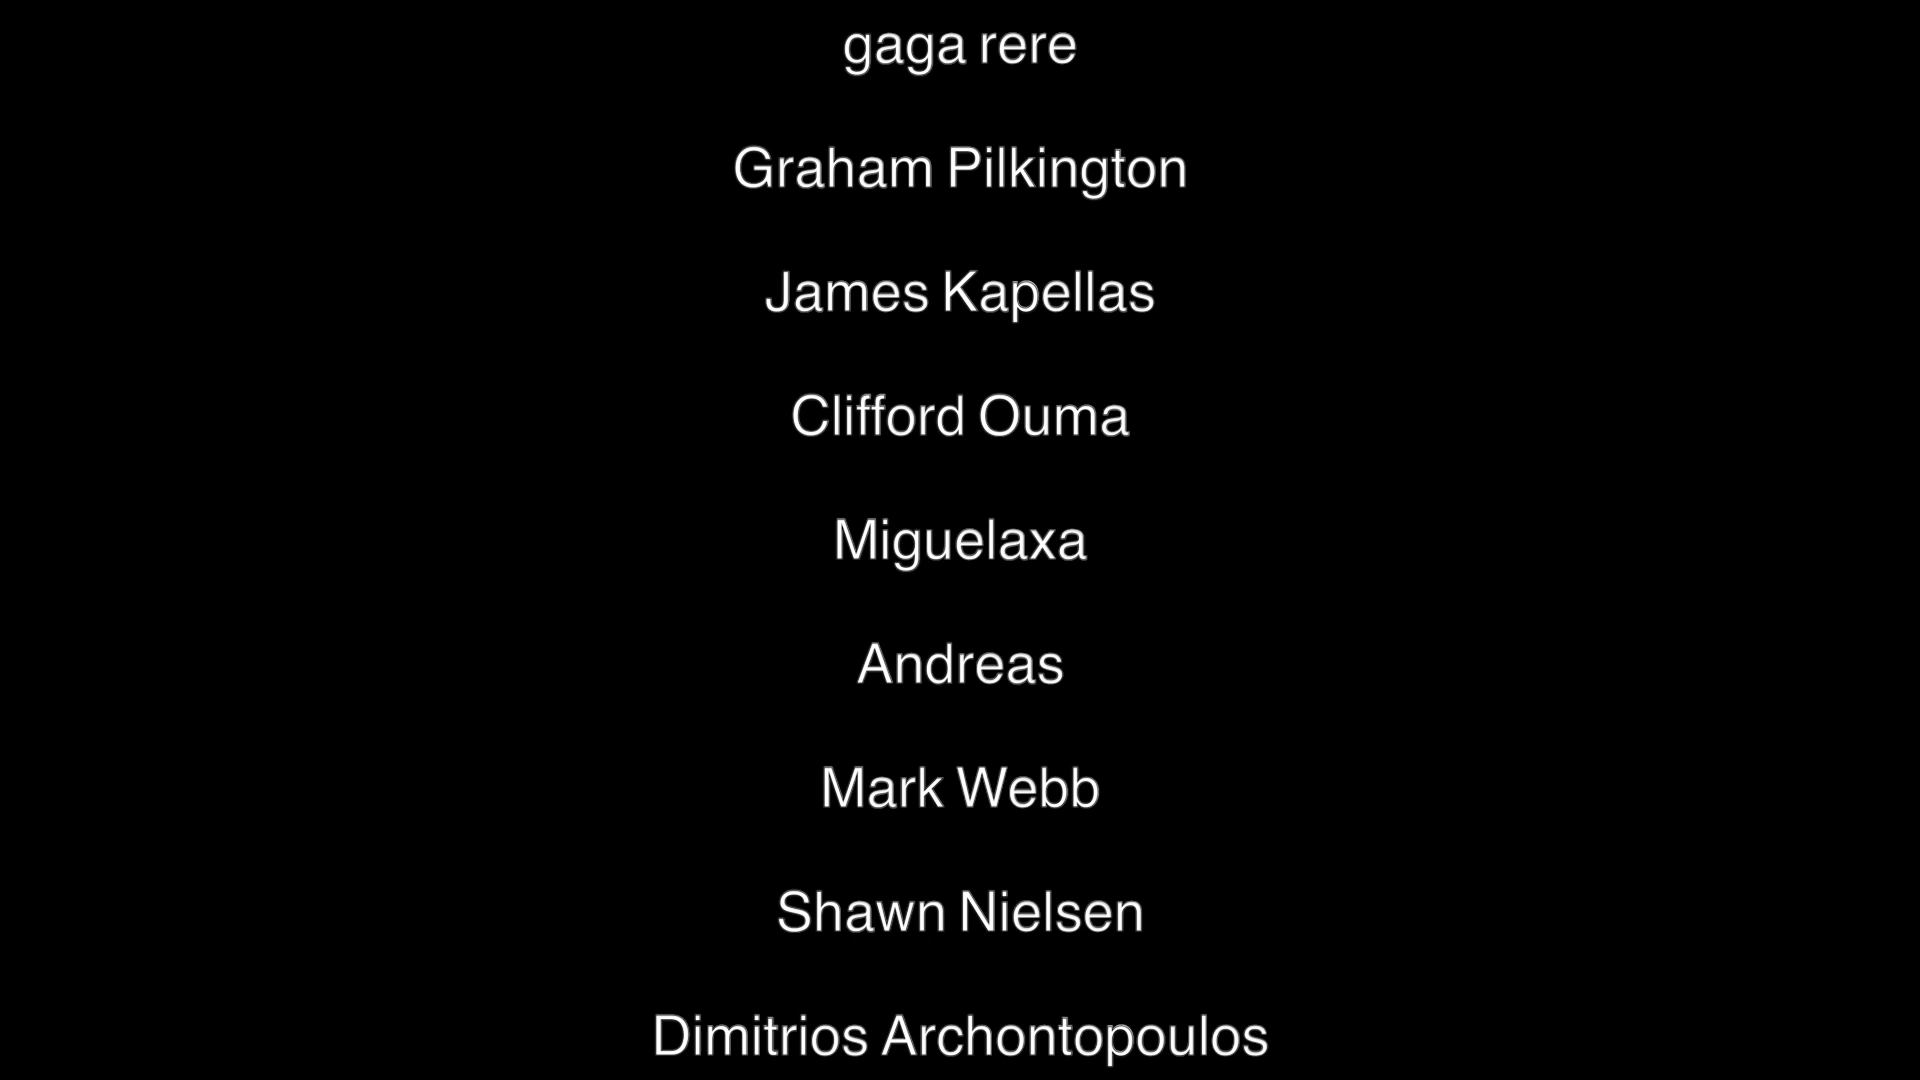 gaga rere
Graham Pilkington
James Kapellas
Clifford Ouma
Miguelaxa
Andreas
Mark Webb
Shawn Nielsen
Dimitrios Archontopoulos